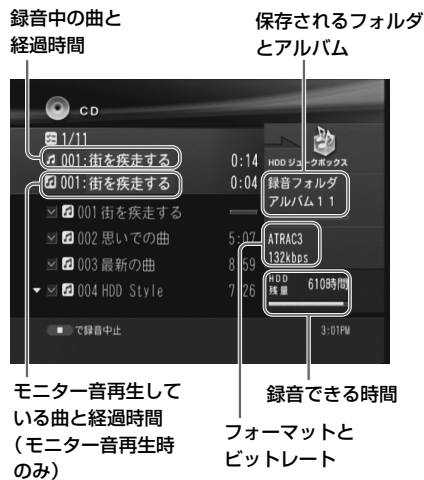 録音中の曲と
経過時間
保存されるフォルダ
とアルバム
CD
1/11
001:街を疾走する 0:14
001:街を疾走する 0:04
001 街を疾走する
002 思いでの曲 5:07
003 最新の曲 8:59
004 HDD Style 7:26
■ で録音中止
HDD ジュークボックス
録音フォルダ
アルバム11
ATRAC3
132kbps
HDD
残量 610時間
3:01PM
モニター音再生して
いる曲と経過時間
(モニター音再生時
のみ)
フォーマットと
ビットレート
録音できる時間